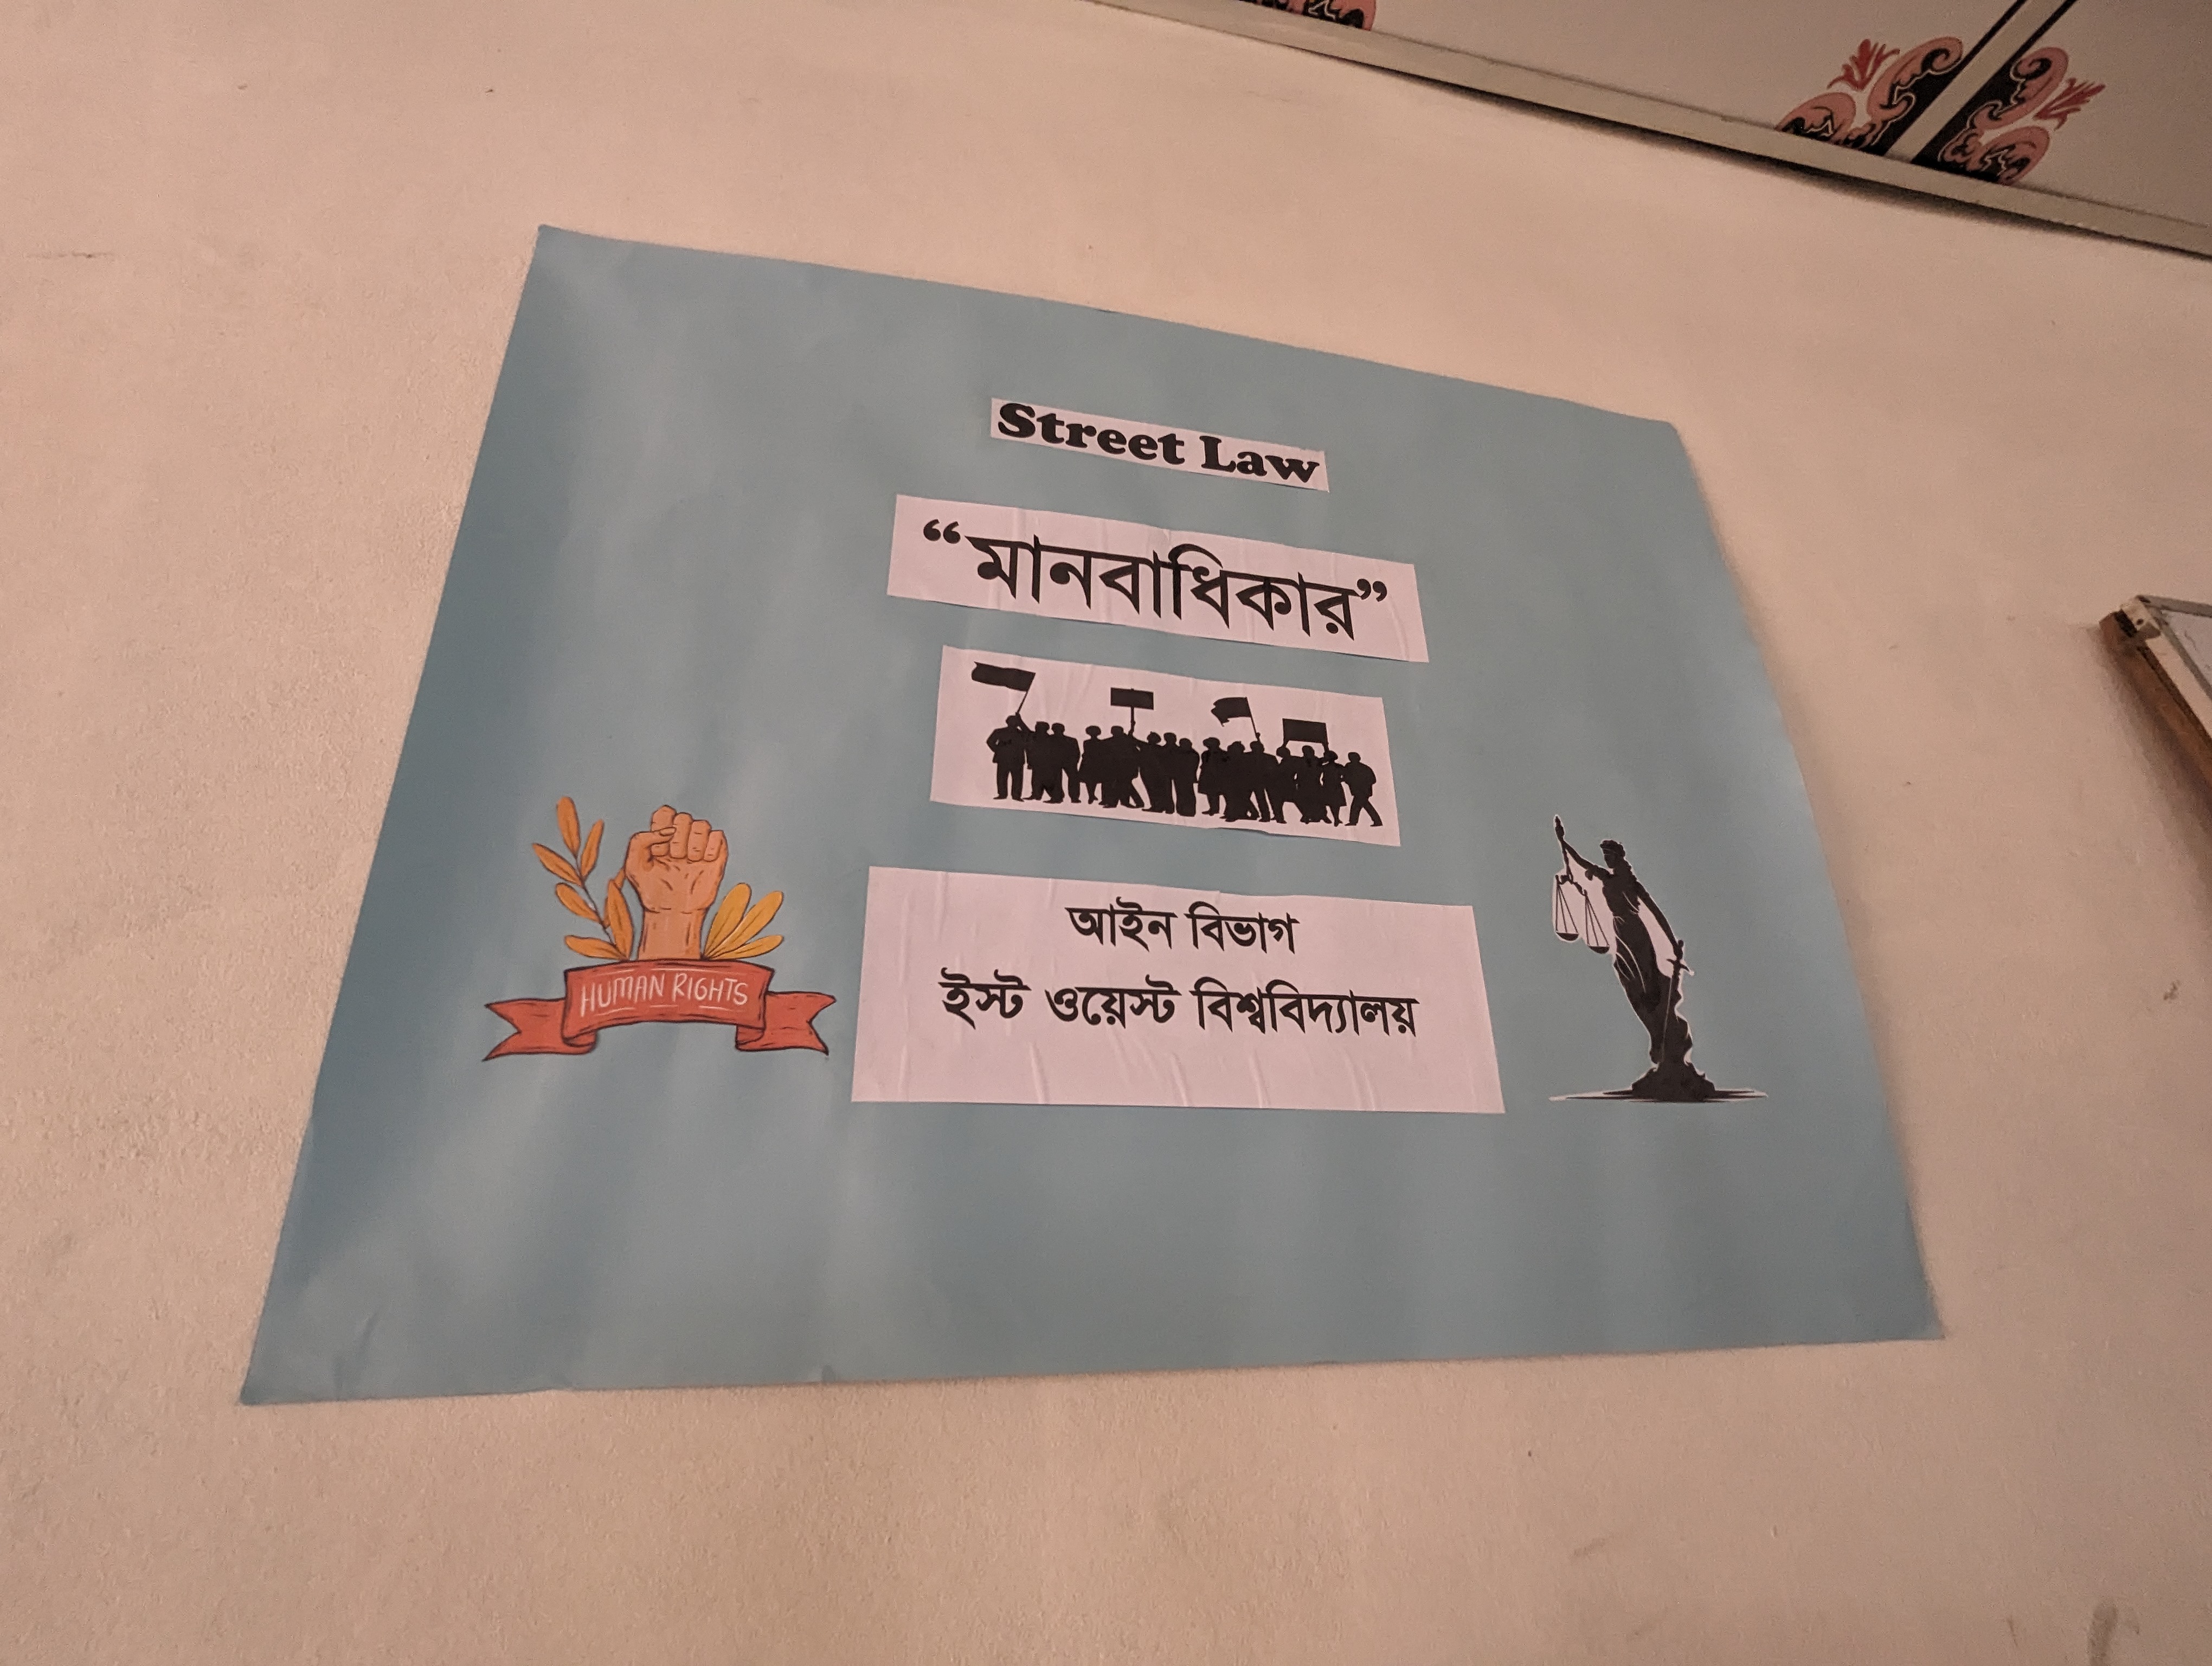 Street Law
“মানবাধিকার”
HUMAN RIGHTS
আইন বিভাগ
ইস্ট ওয়েস্ট বিশ্ববিদ্যালয়